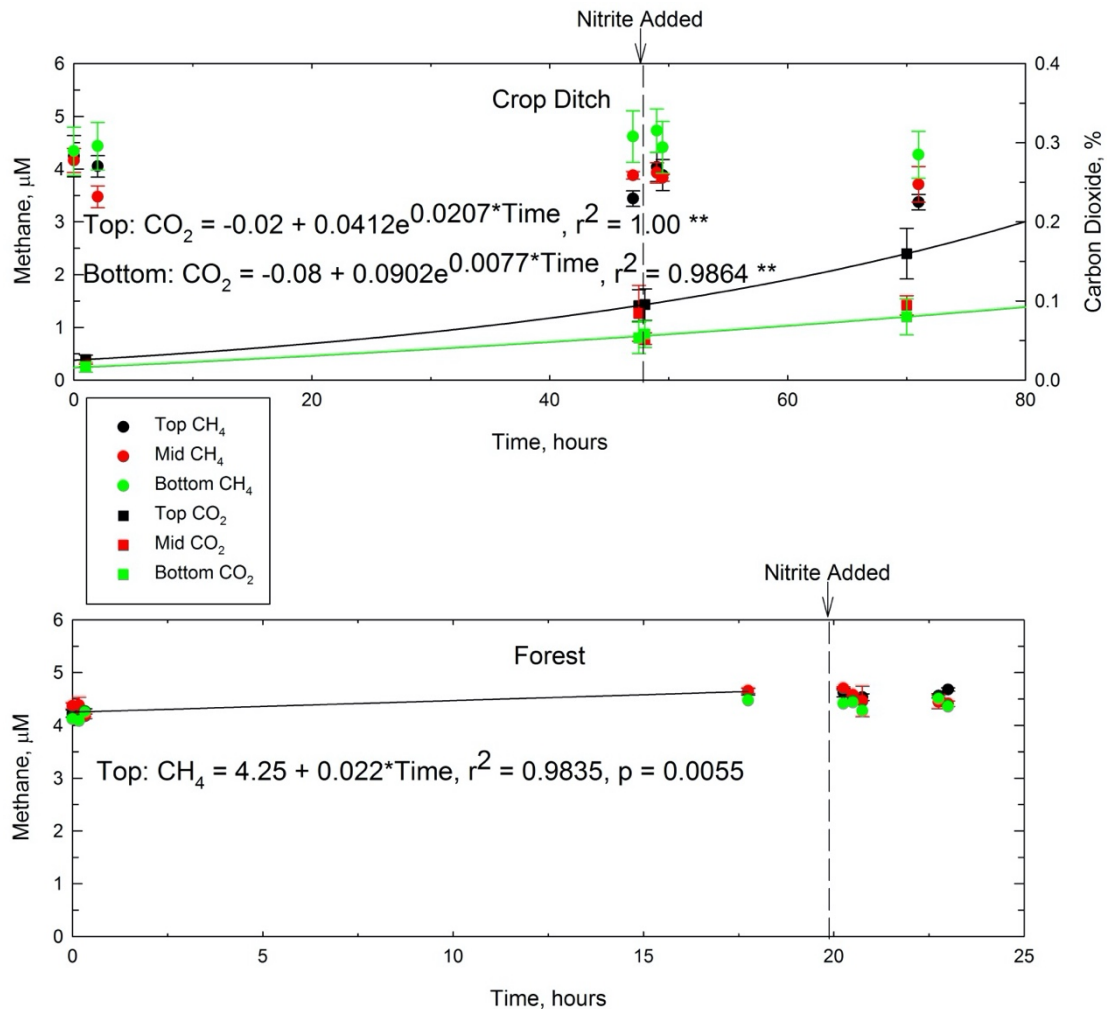 Nitrite Added
6
5
4
3
2
1
0
Methane, µM
Crop Ditch
0.4
0.3
0.2
0.1
0.0
Carbon Dioxide, %
Top: CO₂ = -0.02 + 0.0412e^0.0207*Time, r² = 1.00 **
Bottom: CO₂ = -0.08 + 0.0902e^0.0077*Time, r² = 0.9864 **
0 20 40 60 80
Time, hours
Top CH₄
Mid CH₄
Bottom CH₄
Top CO₂
Mid CO₂
Bottom CO₂
Nitrite Added
6
5
4
3
2
1
0
Methane, µM
Forest
Top: CH₄ = 4.25 + 0.022*Time, r² = 0.9835, p = 0.0055
0 5 10 15 20 25
Time, hours